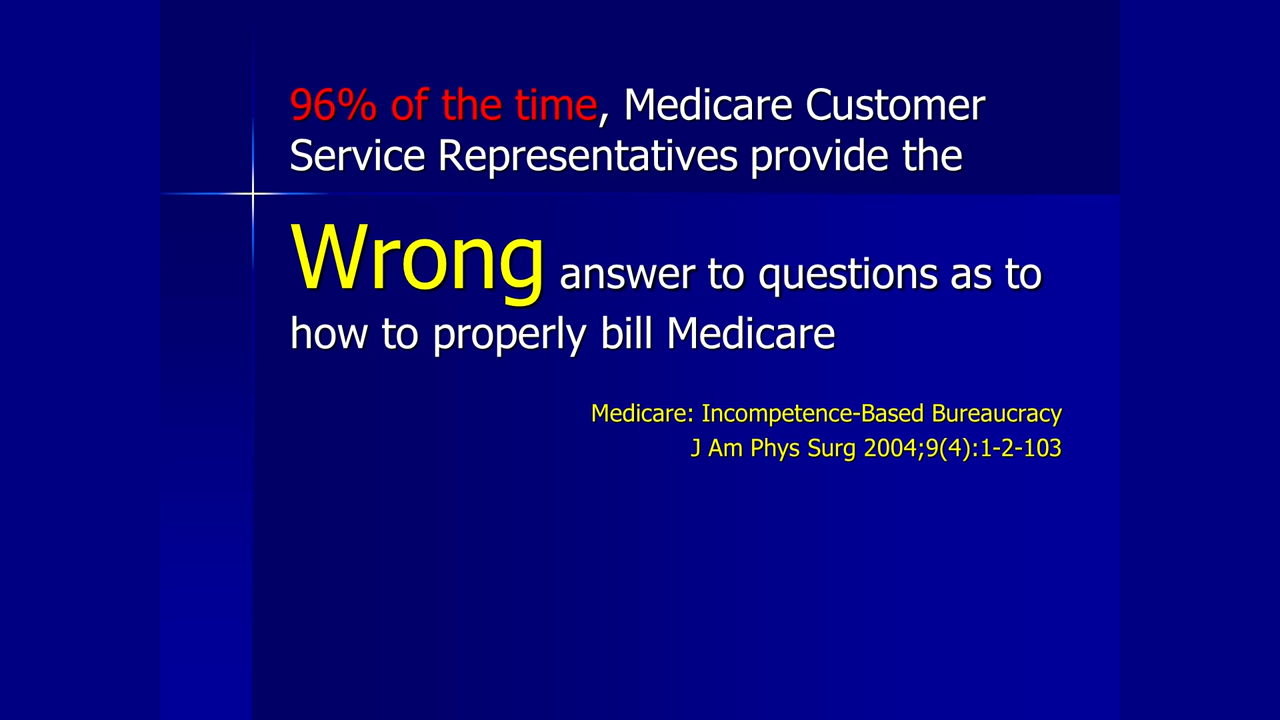 96% of the time, Medicare Customer
Service Representatives provide the
Wrong answer to questions as to
how to properly bill Medicare
Medicare: Incompetence-Based Bureaucracy
J Am Phys Surg 2004;9(4):1-2-103